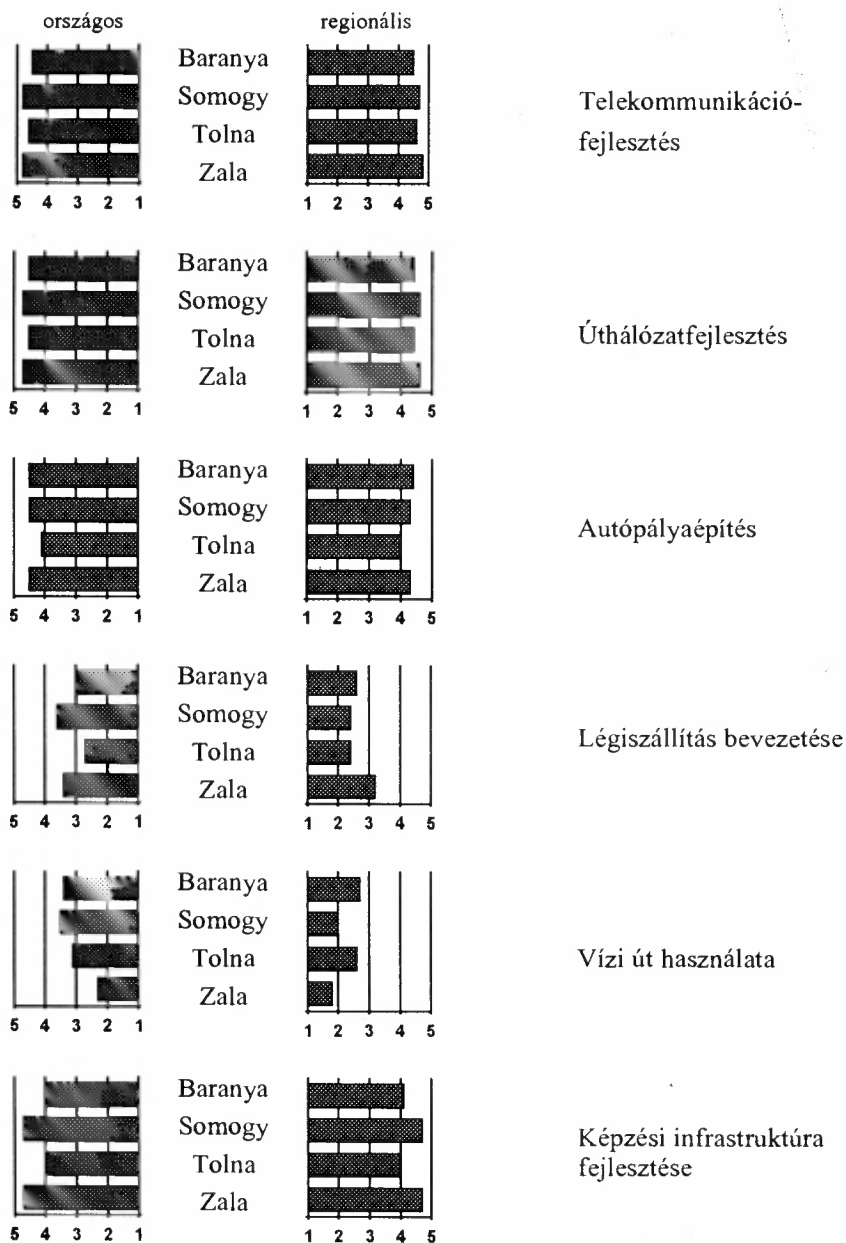 országos regionális
Baranya
Somogy
Tolna
Zala
Telekommunikáció-
fejlesztés
5 4 3 2 1 1 2 3 4 5
Baranya
Somogy
Tolna
Zala
Úthálózatfejlesztés
5 4 3 2 1 1 2 3 4 5
Baranya
Somogy
Tolna
Zala
Autópályaépítés
5 4 3 2 1 1 2 3 4 5
Baranya
Somogy
Tolna
Zala
Légiszállítás bevezetése
5 4 3 2 1 1 2 3 4 5
Baranya
Somogy
Tolna
Zala
Vízi út használata
5 4 3 2 1 1 2 3 4 5
Baranya
Somogy
Tolna
Zala
Képzési infrastruktúra
fejlesztése
5 4 3 2 1 1 2 3 4 5